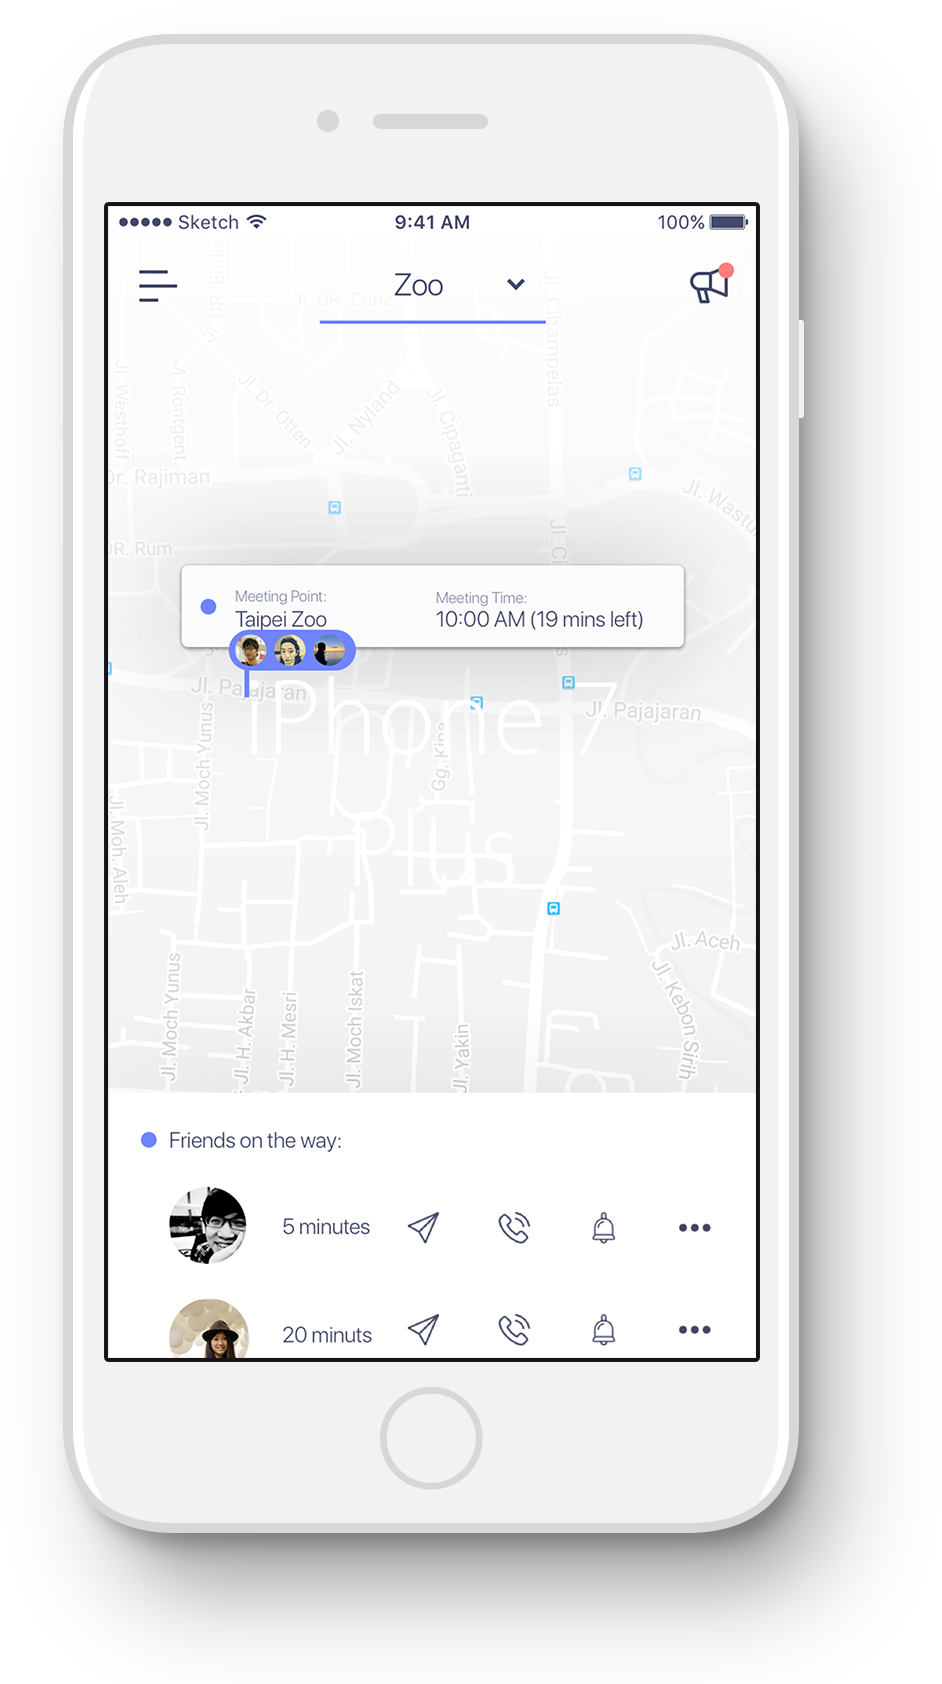 Sketch
9:41 AM
100%
Zoo
DR. Ehrlic
Jl. DR. Curie
Jl. Cihampelas
Jl. Westhoff
Jl. Rontgent
Jl. Dr. Otten
Jl. Nyland
Jl. Cipaganti
Dr. Rajiman
Jl. Wastu
DR. Rum
Jl. Ci
Meeting Point:
Taipei Zoo
Meeting Time:
10:00 AM (19 mins left)
s
Jl. Pajajaran
iPhone 7
Plus
Jl. Pajajaran
Jl. Moch Yunus
Gg. Kina
Jl. Moh. Aleh
Jl. Aceh
Jl. Kebon Sirih
Jl. Moch Yunus
Jl. H. Akbar
Jl. H. Mesri
Jl. Moch Iskat
Jl. Yakin
Friends on the way:
5 minutes
20 minuts